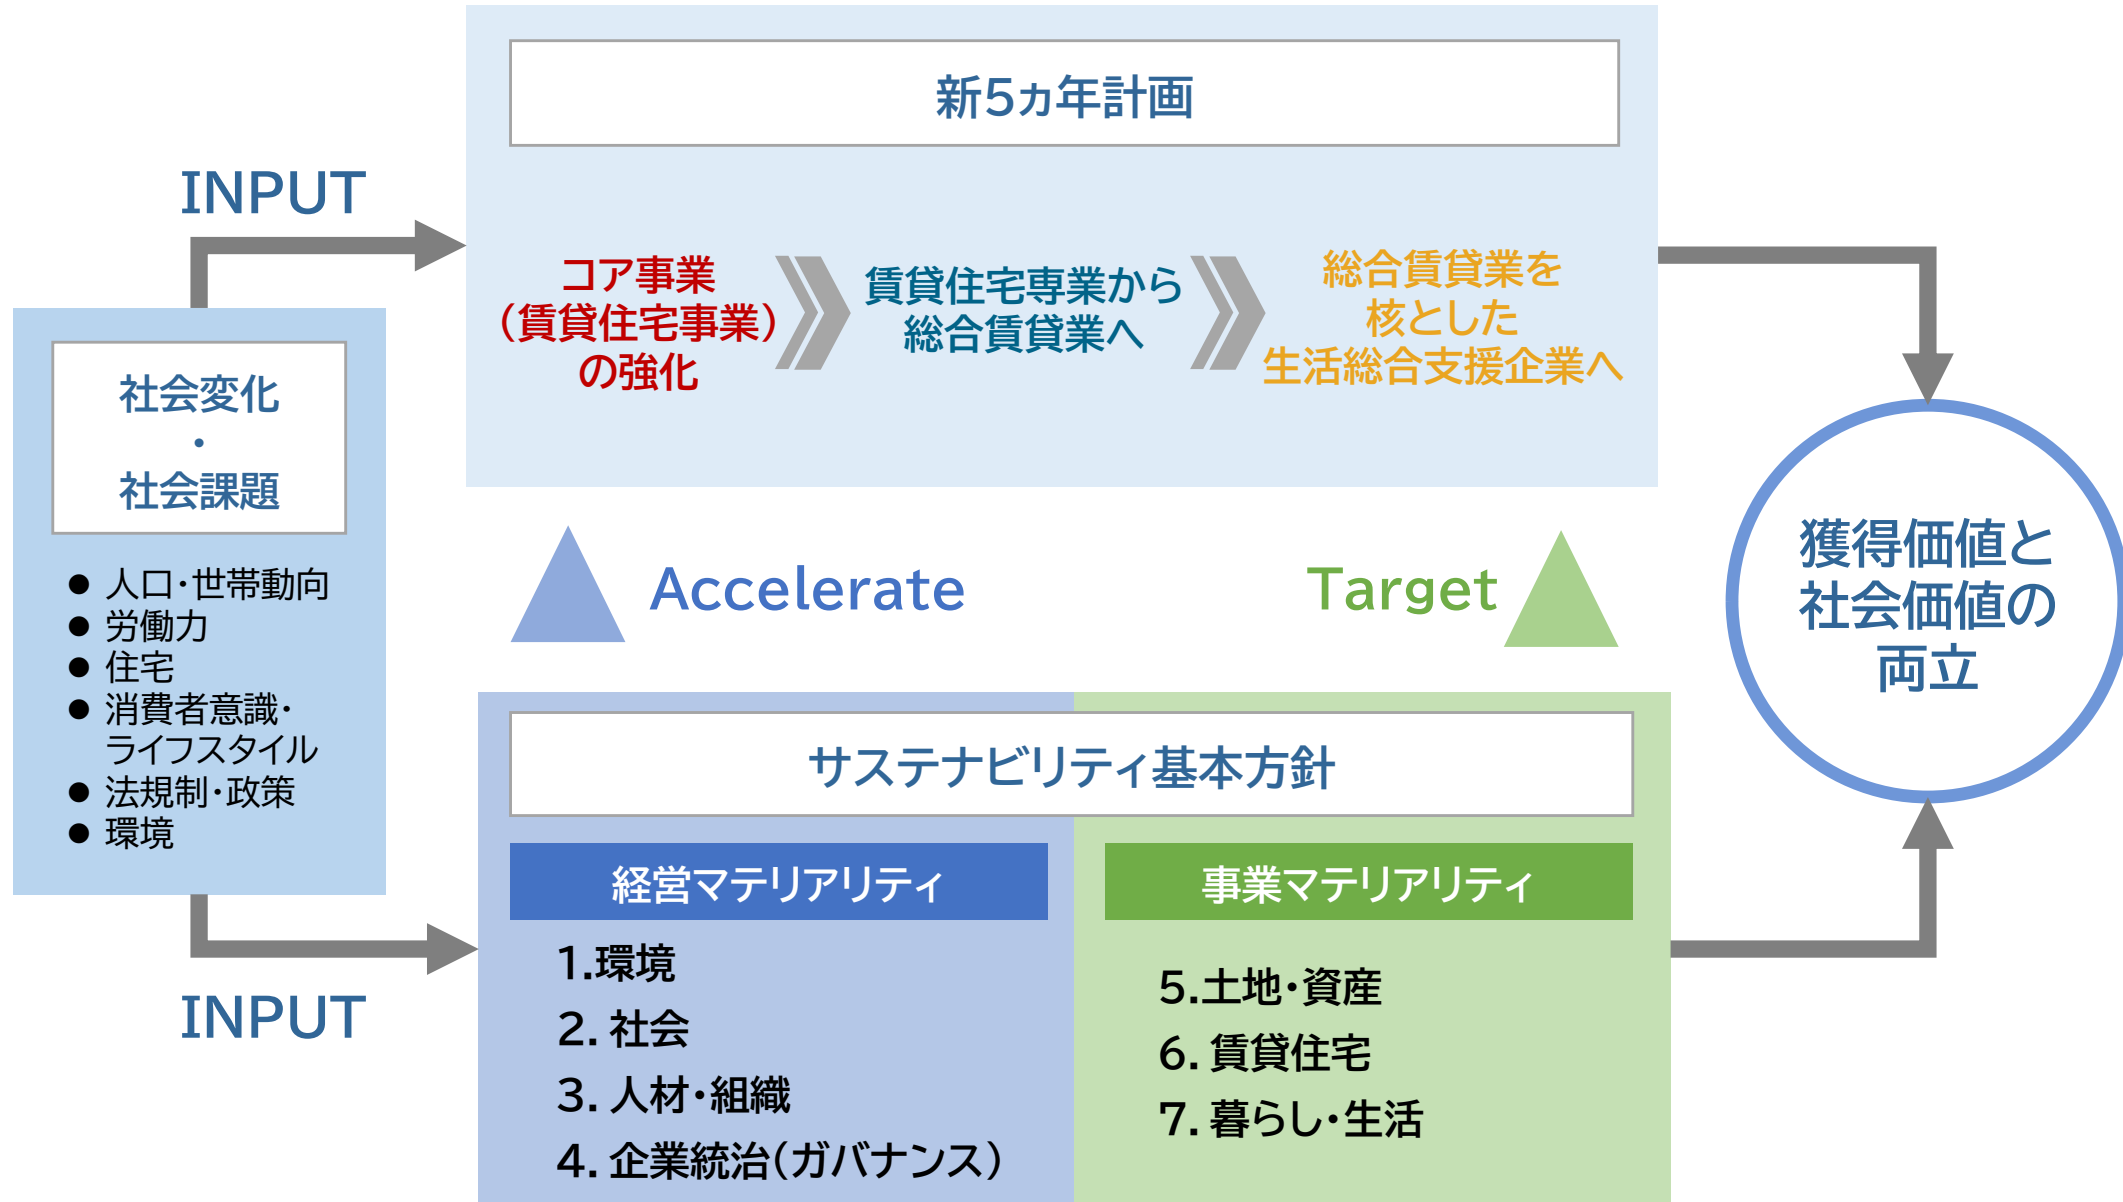 新5ヵ年計画
INPUT
コア事業
（賃貸住宅事業）
の強化
賃貸住宅専業から
総合賃貸業へ
総合賃貸業を
核とした
生活総合支援企業へ
社会変化
・
社会課題
● 人口・世帯動向
● 労働力
● 住宅
● 消費者意識・
ライフスタイル
● 法規制・政策
● 環境
Accelerate
Target
獲得価値と
社会価値の
両立
サステナビリティ基本方針
経営マテリアリティ
1.環境
2. 社会
3. 人材・組織
4. 企業統治（ガバナンス）
事業マテリアリティ
5.土地・資産
6. 賃貸住宅
7. 暮らし・生活
INPUT